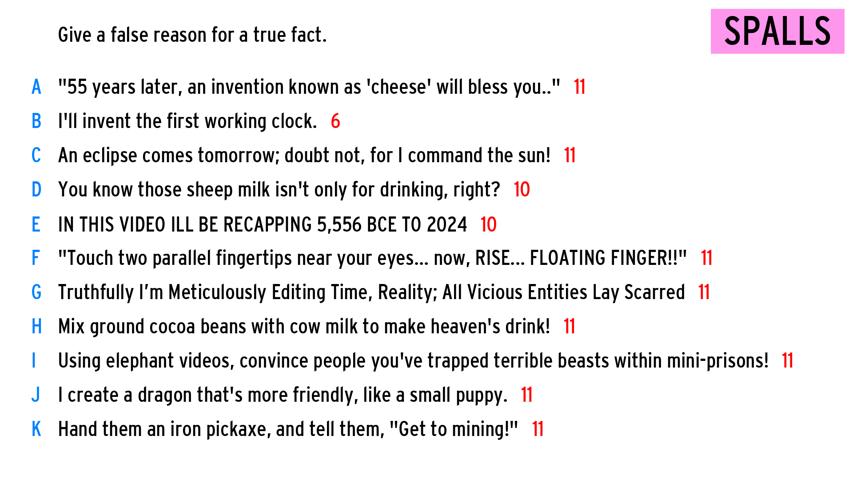 Give a false reason for a true fact.
SPALLS
A "55 years later, an invention known as 'cheese' will bless you.." 11
B I'll invent the first working clock. 6
C An eclipse comes tomorrow; doubt not, for I command the sun! 11
D You know those sheep milk isn't only for drinking, right? 10
E IN THIS VIDEO ILL BE RECAPPING 5,556 BCE TO 2024 10
F "Touch two parallel fingertips near your eyes... now, RISE... FLOATING FINGER!!" 11
G Truthfully I'm Meticulously Editing Time, Reality; All Vicious Entities Lay Scarred 11
H Mix ground cocoa beans with cow milk to make heaven's drink! 11
I Using elephant videos, convince people you've trapped terrible beasts within mini-prisons! 11
J I create a dragon that's more friendly, like a small puppy. 11
K Hand them an iron pickaxe, and tell them, "Get to mining!" 11